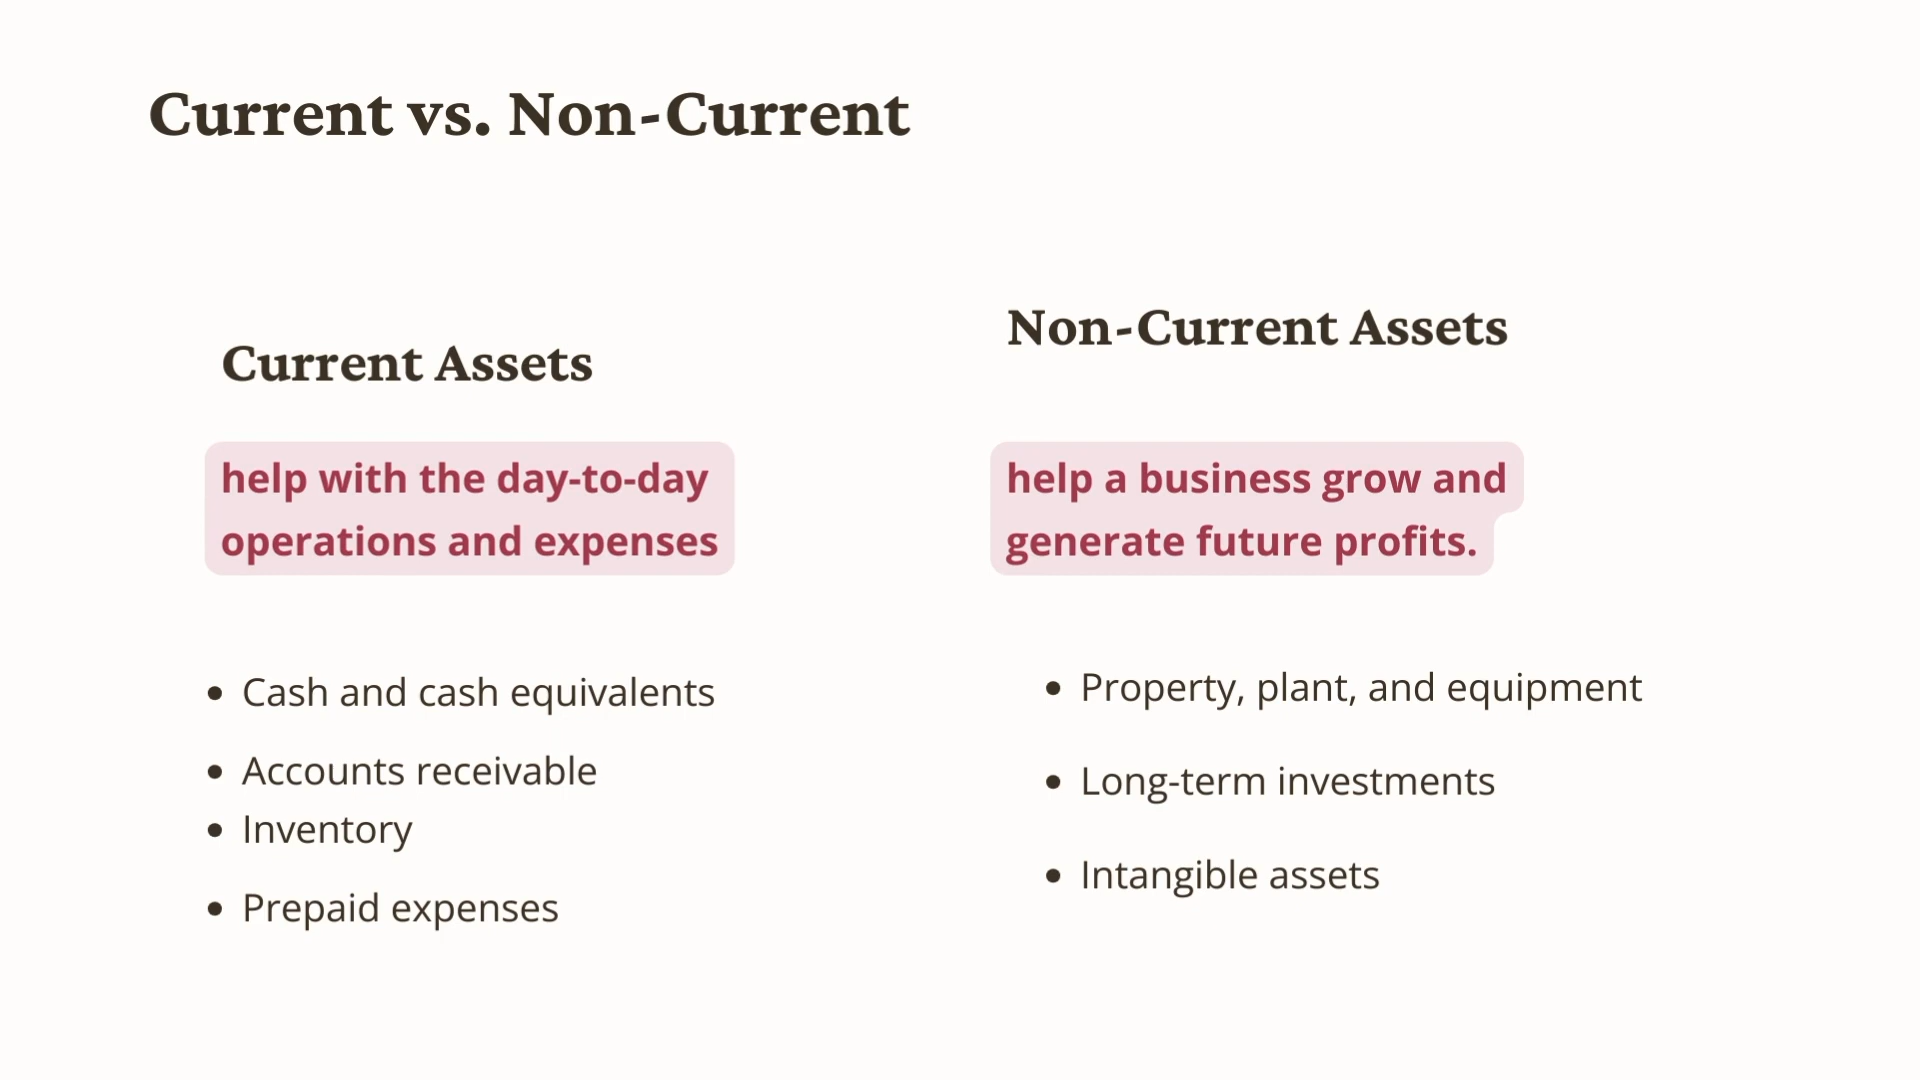 Current vs. Non-Current
Current Assets
help with the day-to-day
operations and expenses
• Cash and cash equivalents
• Accounts receivable
• Inventory
• Prepaid expenses
Non-Current Assets
help a business grow and
generate future profits.
• Property, plant, and equipment
• Long-term investments
• Intangible assets